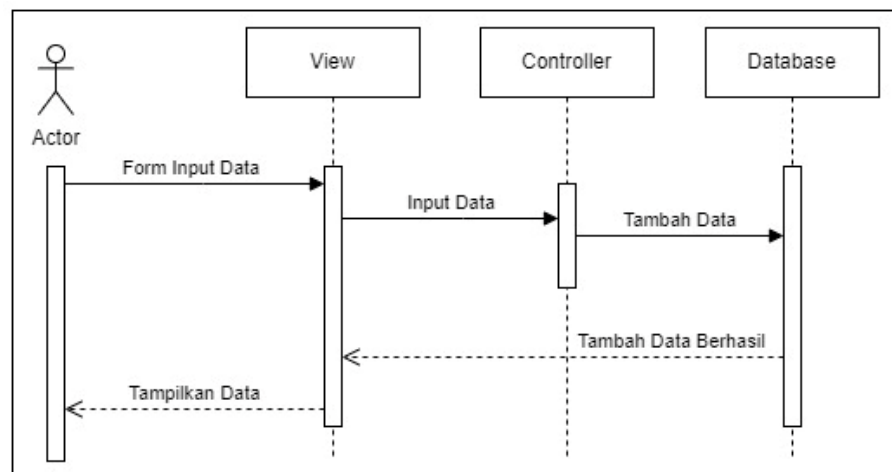 View
Controller
Database
Actor
Form Input Data
Input Data
Tambah Data
Tambah Data Berhasil
Tampilkan Data